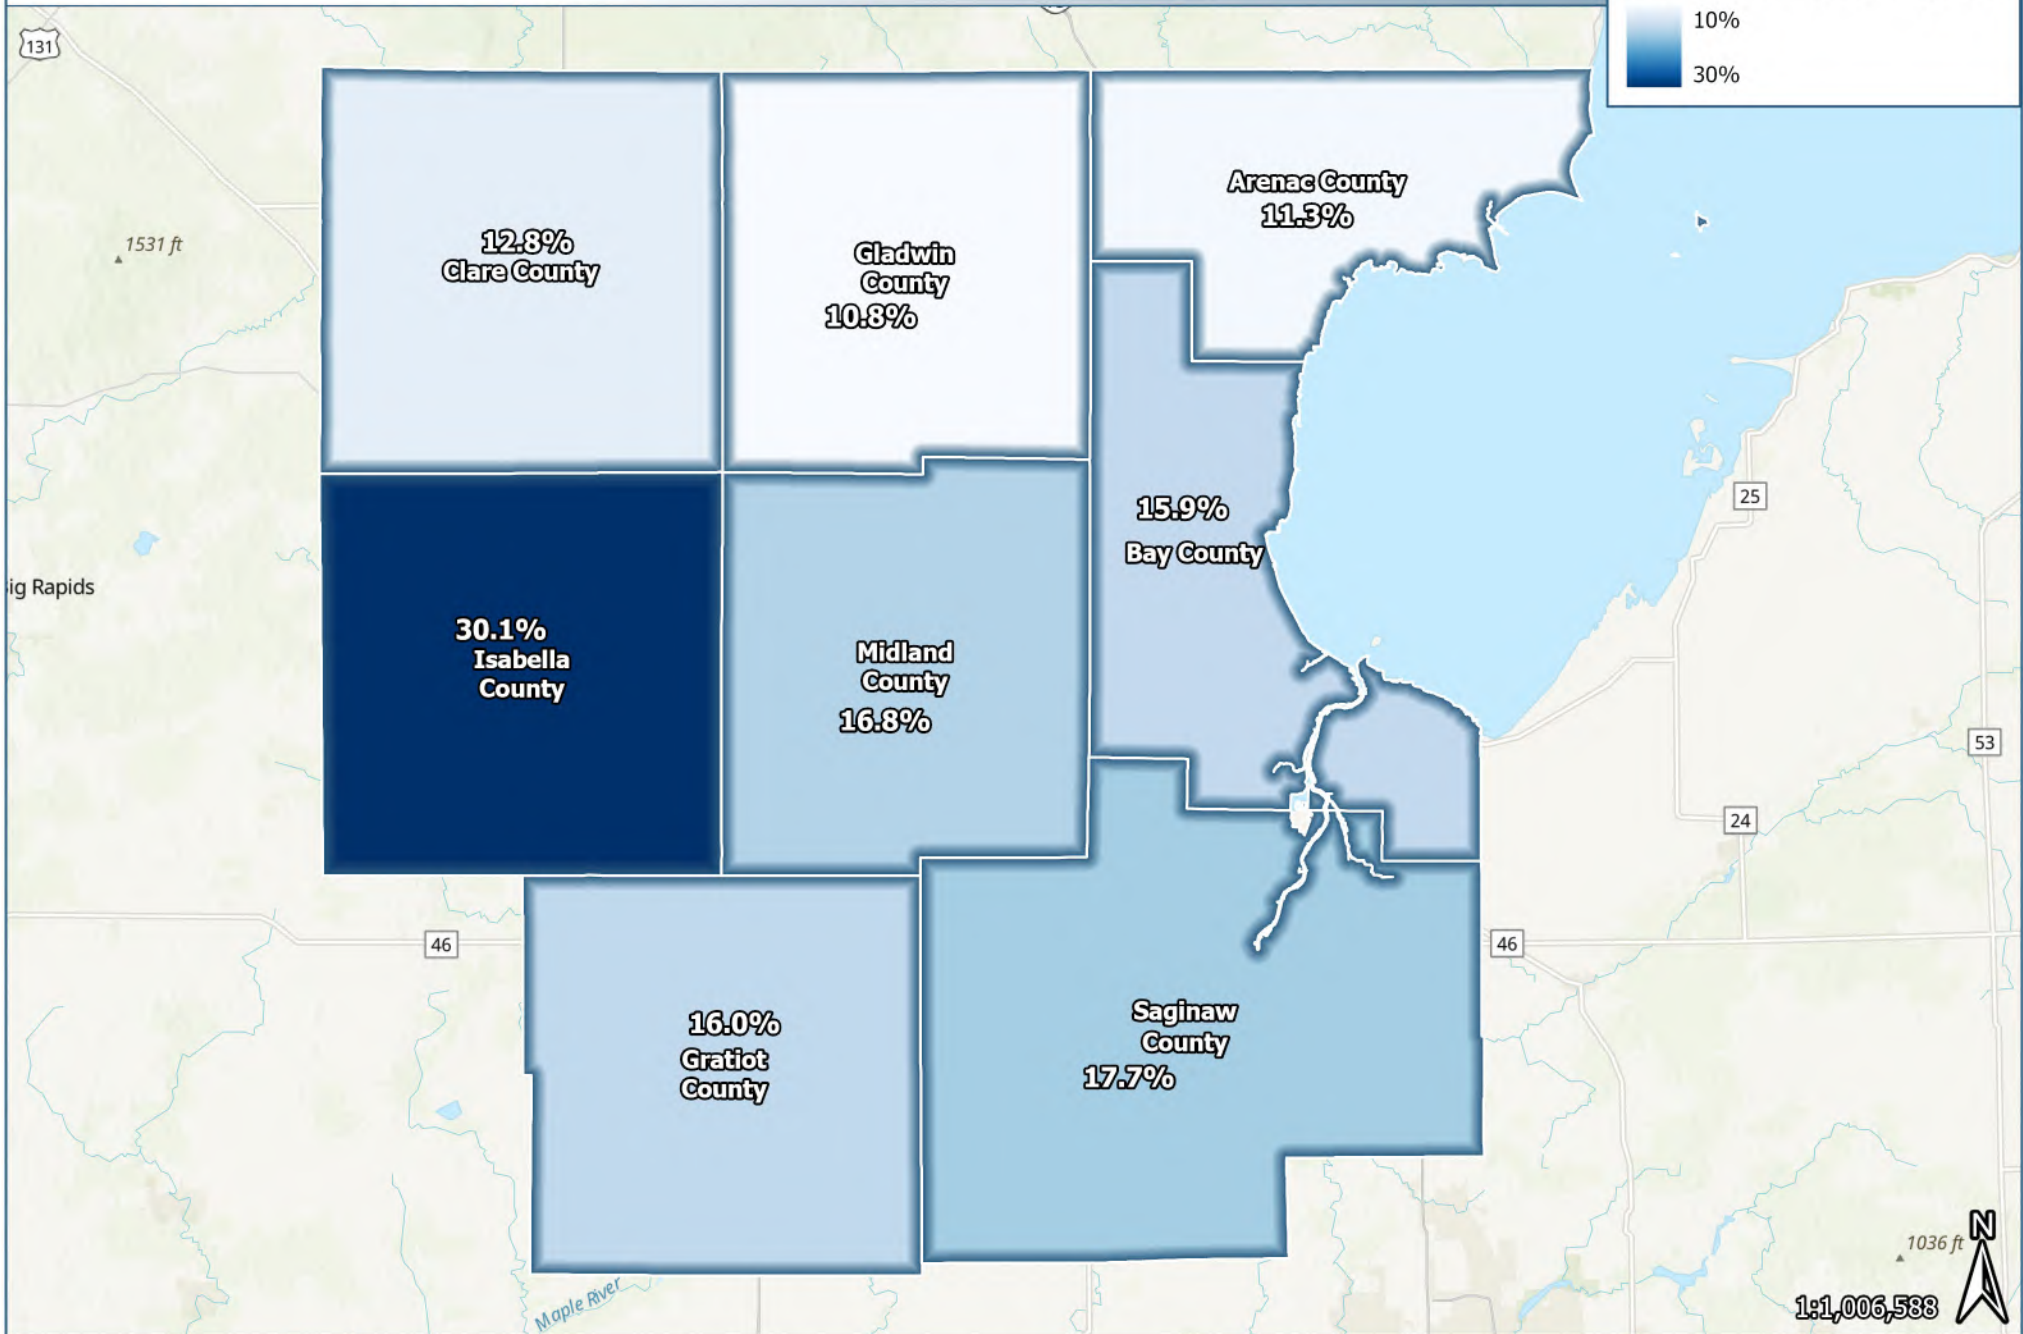 10%
30%
131
1531 ft
12.8%
Clare County
Gladwin
County
10.8%
Arenac County
11.3%
15.9%
Bay County
25
Rapids
30.1%
Isabella
County
Midland
County
16.8%
53
24
46
46
16.0%
Gratiot
County
Saginaw
County
17.7%
Maple River
N
1036 ft
1:1,006,588